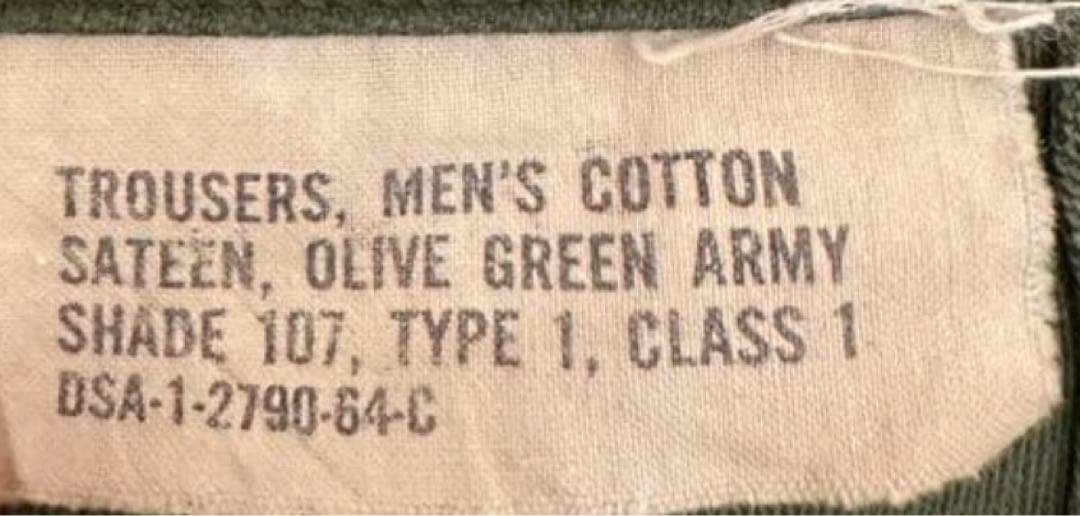 TROUSERS, MEN'S COTTON
SATEEN, OLIVE GREEN ARMY
SHADE 107, TYPE 1, CLASS 1
DSA-1-2790-64-C